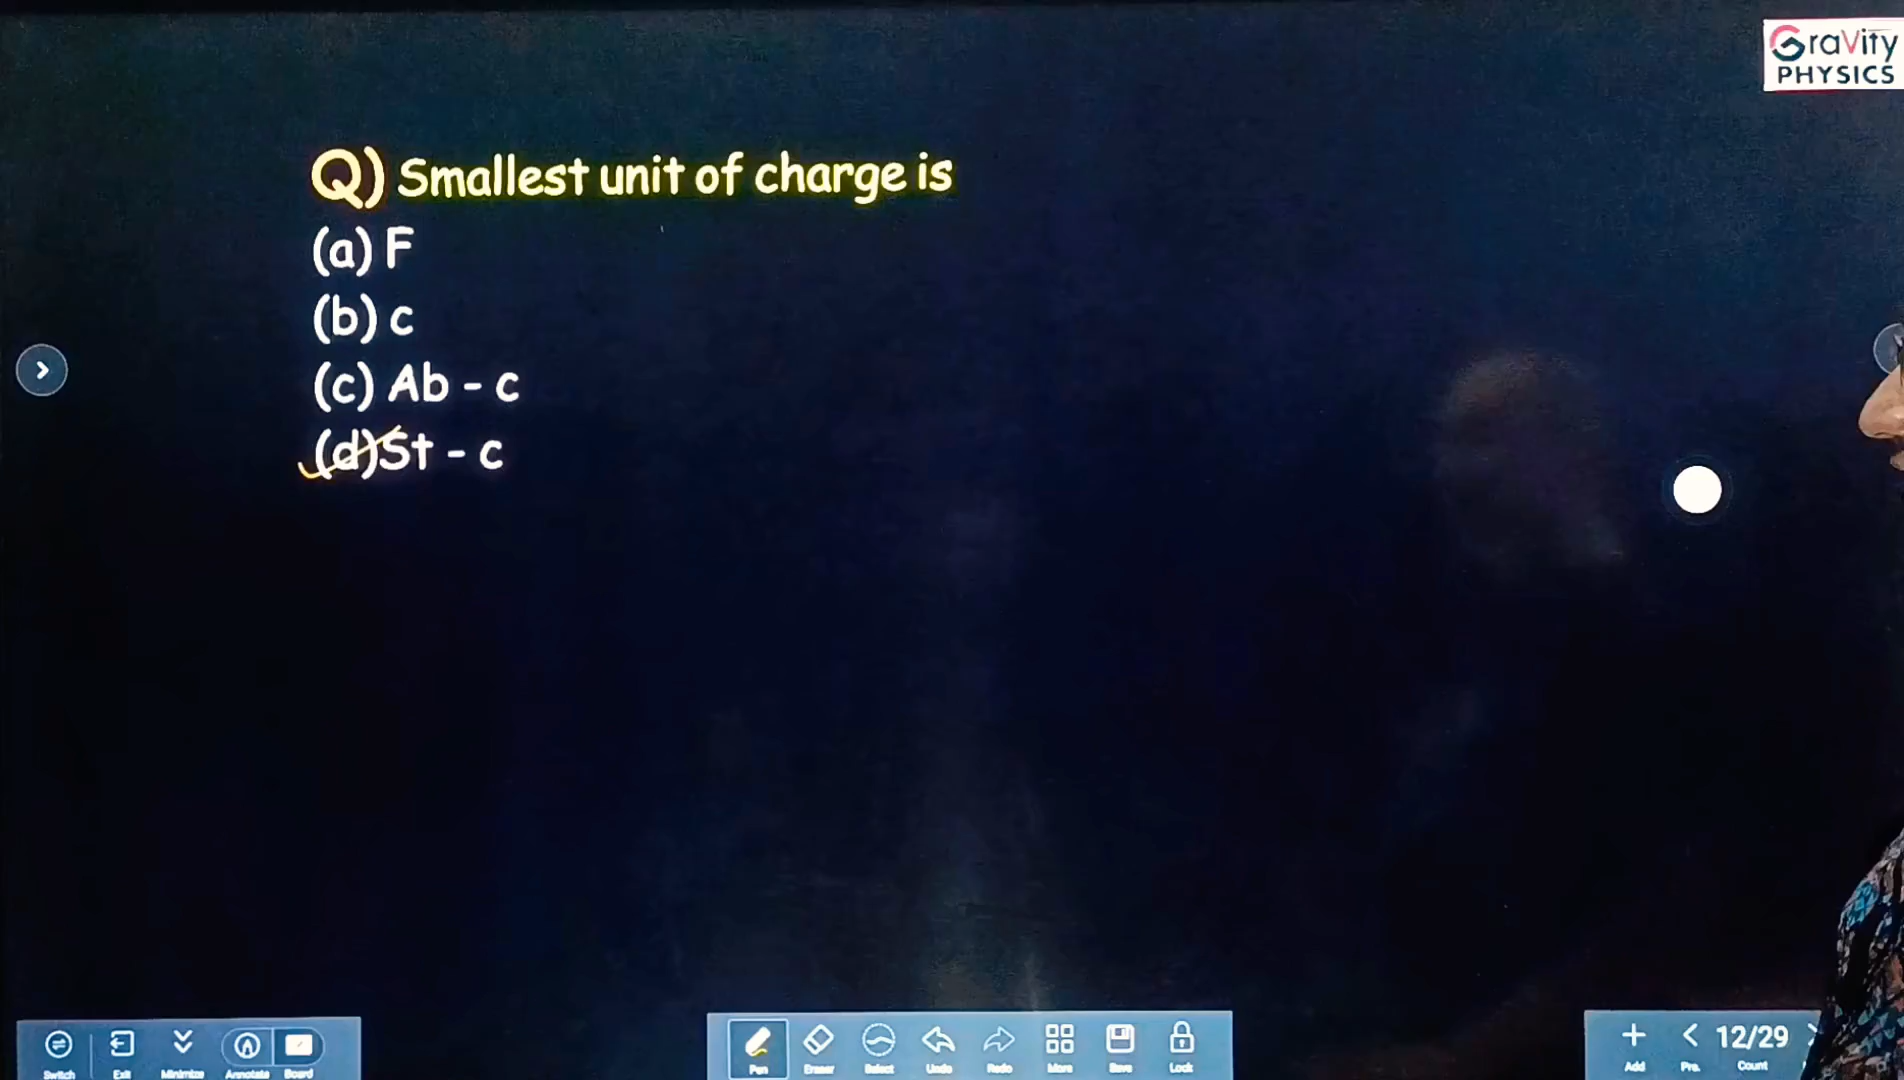 GraVity
PHYSICS
Q) Smallest unit of charge is
(a) F
(b) c
(c) Ab - c
(d) St - c
Switch
Exit
Minimize
Annotate
Board
Pen
Eraser
Select
Undo
Redo
More
Save
Lock
Add
Pre.
12/29
Count